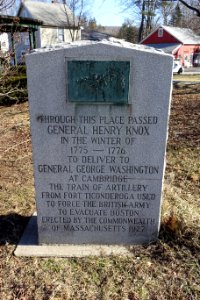 THROUGH THIS PLACE PASSED
GENERAL HENRY KNOX
IN THE WINTER OF
1775 — 1776
TO DELIVER TO
GENERAL GEORGE WASHINGTON
AT CAMBRIDGE
THE TRAIN OF ARTILLERY
FROM FORT TICONDEROGA USED
TO FORCE THE BRITISH ARMY
TO EVACUATE BOSTON
ERECTED BY THE COMMONWEALTH
OF MASSACHUSETTS 1927